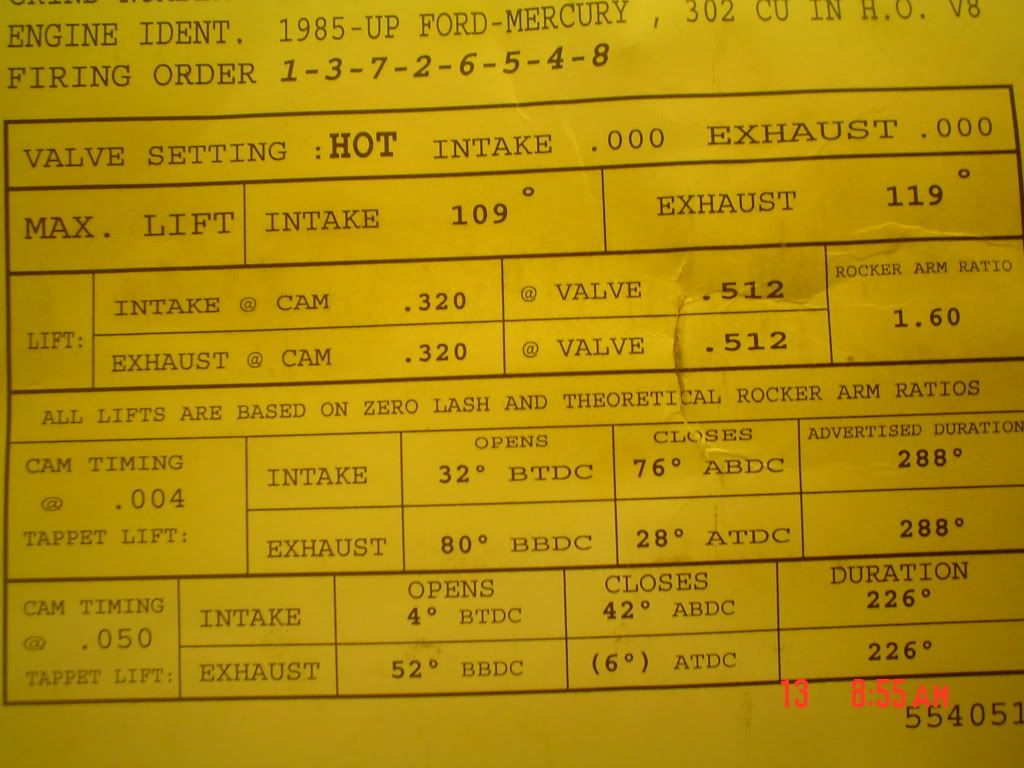 GRIND NUMBER
ENGINE IDENT. 1985-UP FORD-MERCURY , 302 CU IN H.O. V8
FIRING ORDER 1-3-7-2-6-5-4-8
VALVE SETTING :HOT INTAKE .000 EXHAUST .000
MAX. LIFT INTAKE 109° EXHAUST 119°
ROCKER ARM RATIO
LIFT: INTAKE @ CAM .320 @ VALVE .512
1.60
EXHAUST @ CAM .320 @ VALVE .512
ALL LIFTS ARE BASED ON ZERO LASH AND THEORETICAL ROCKER ARM RATIOS
OPENS CLOSES ADVERTISED DURATION
CAM TIMING
@ .004
TAPPET LIFT:
INTAKE 32° BTDC 76° ABDC 288°
EXHAUST 80° BBDC 28° ATDC 288°
OPENS CLOSES DURATION
CAM TIMING
@ .050
TAPPET LIFT:
INTAKE 4° BTDC 42° ABDC 226°
EXHAUST 52° BBDC (6°) ATDC 226°
13 8:55 AM
554051